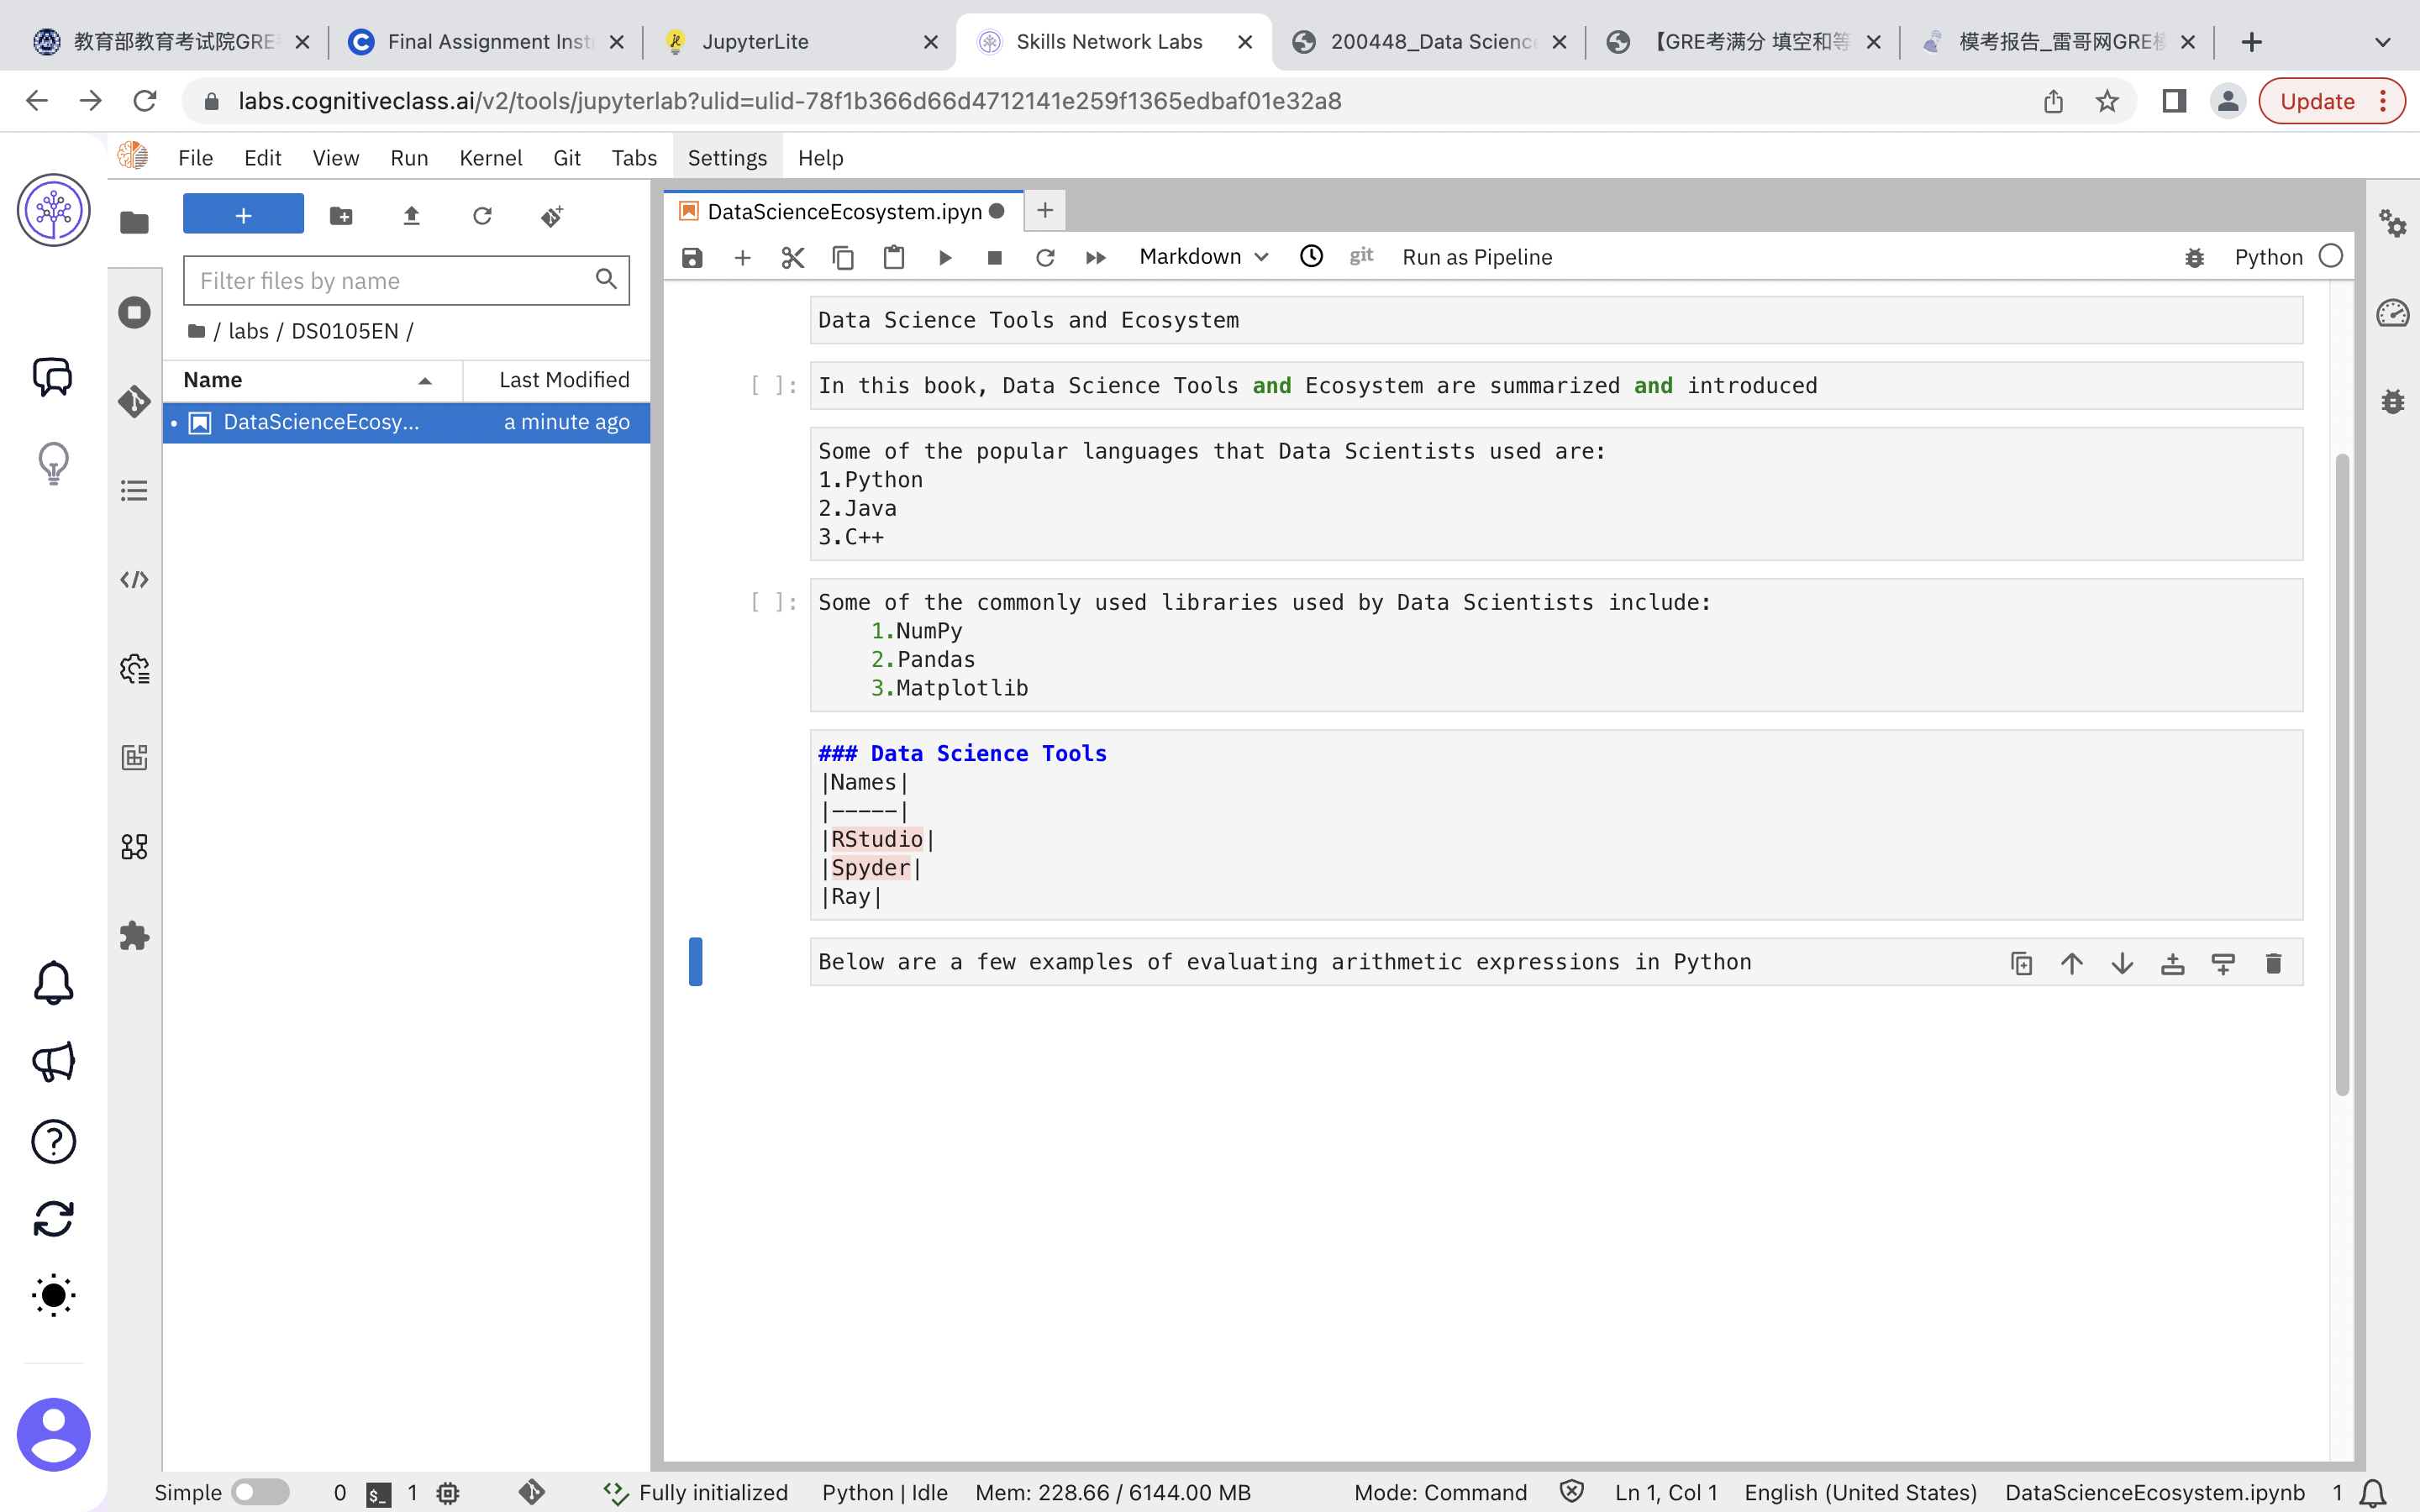 教育部教育考试院GRE
Final Assignment Inst
JupyterLite
Skills Network Labs
200448_Data Science
【GRE考满分 填空和等
模考报告_雷哥网GRE模
labs.cognitiveclass.ai/v2/tools/jupyterlab?ulid=ulid-78f1b366d66d4712141e259f1365edbaf01e32a8
Update
File Edit View Run Kernel Git Tabs Settings Help
DataScienceEcosystem.ipyn
Markdown git Run as Pipeline Python
Filter files by name
/ labs / DS0105EN /
Name Last Modified
DataScienceEcosy... a minute ago
Data Science Tools and Ecosystem
[ ]: In this book, Data Science Tools and Ecosystem are summarized and introduced
Some of the popular languages that Data Scientists used are:
1.Python
2.Java
3.C++
[ ]: Some of the commonly used libraries used by Data Scientists include:
1.NumPy
2.Pandas
3.Matplotlib
### Data Science Tools
|Names|
|-----|
|RStudio|
|Spyder|
|Ray|
Below are a few examples of evaluating arithmetic expressions in Python
Simple 0 $_ 1 Fully initialized Python | Idle Mem: 228.66 / 6144.00 MB Mode: Command Ln 1, Col 1 English (United States) DataScienceEcosystem.ipynb 1